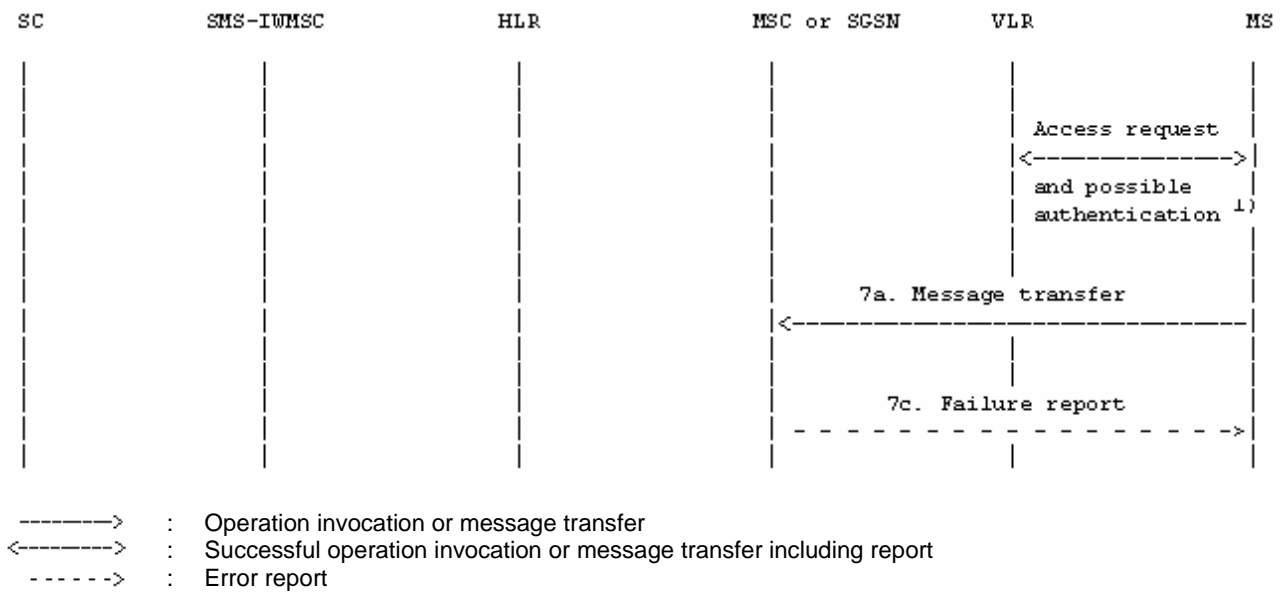 SC SMS-IWMSC HLR MSC or SGSN VLR MS
Access request
and possible
authentication 1)
7a. Message transfer
7c. Failure report
: Operation invocation or message transfer
: Successful operation invocation or message transfer including report
: Error report